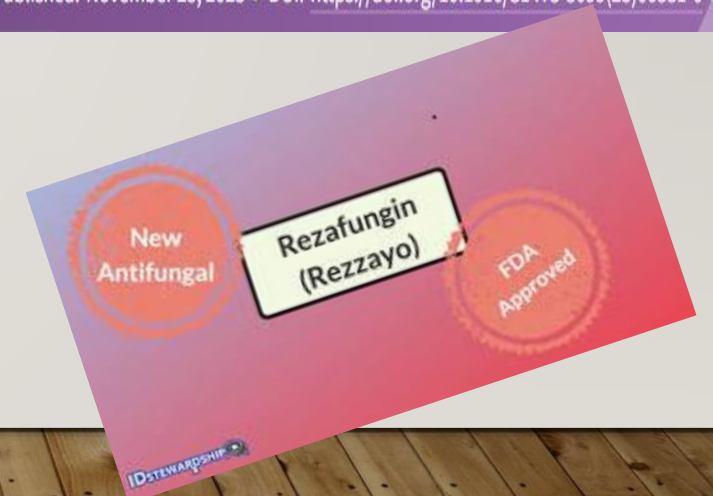 New
Antifungal
Rezafungin
(Rezzayo)
FDA
Approved
IDSTEWARDSHIP